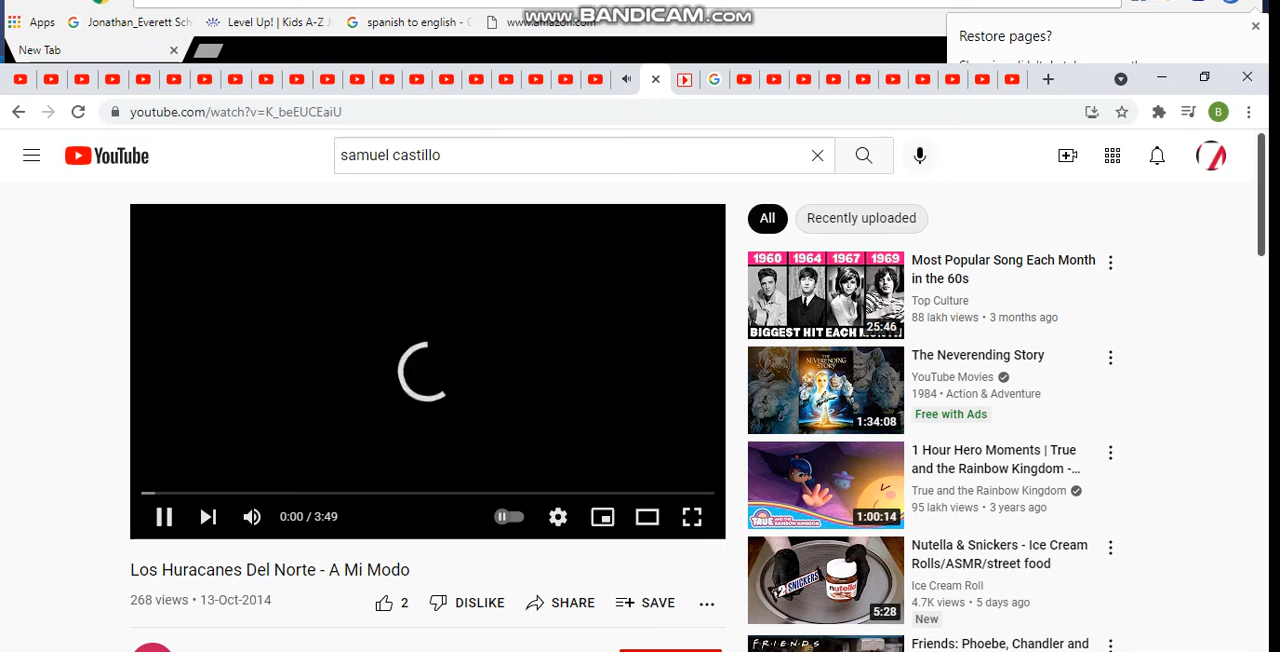 www.BANDICAM.com
Apps
Jonathan_Everett Sch
Level Up! | Kids A-Z
spanish to english - G
Restore pages?
New Tab
youtube.com/watch?v=K_beEUCEaiU
B
YouTube
samuel castillo
All
Recently uploaded
1960 1964 1967 1969
BIGGEST HIT EACH
25:46
Most Popular Song Each Month
in the 60s
Top Culture
88 lakh views • 3 months ago
THE NEVERENDING STORY
1:34:08
The Neverending Story
YouTube Movies
1984 • Action & Adventure
Free with Ads
TRUE
1:00:14
1 Hour Hero Moments | True
and the Rainbow Kingdom -...
True and the Rainbow Kingdom
95 lakh views • 3 years ago
SNICKERS
nutella
5:28
Nutella & Snickers - Ice Cream
Rolls/ASMR/street food
Ice Cream Roll
4.7K views • 5 days ago
New
FRIENDS
Friends: Phoebe, Chandler and
0:00 / 3:49
Los Huracanes Del Norte - A Mi Modo
268 views • 13-Oct-2014
2
DISLIKE
SHARE
SAVE